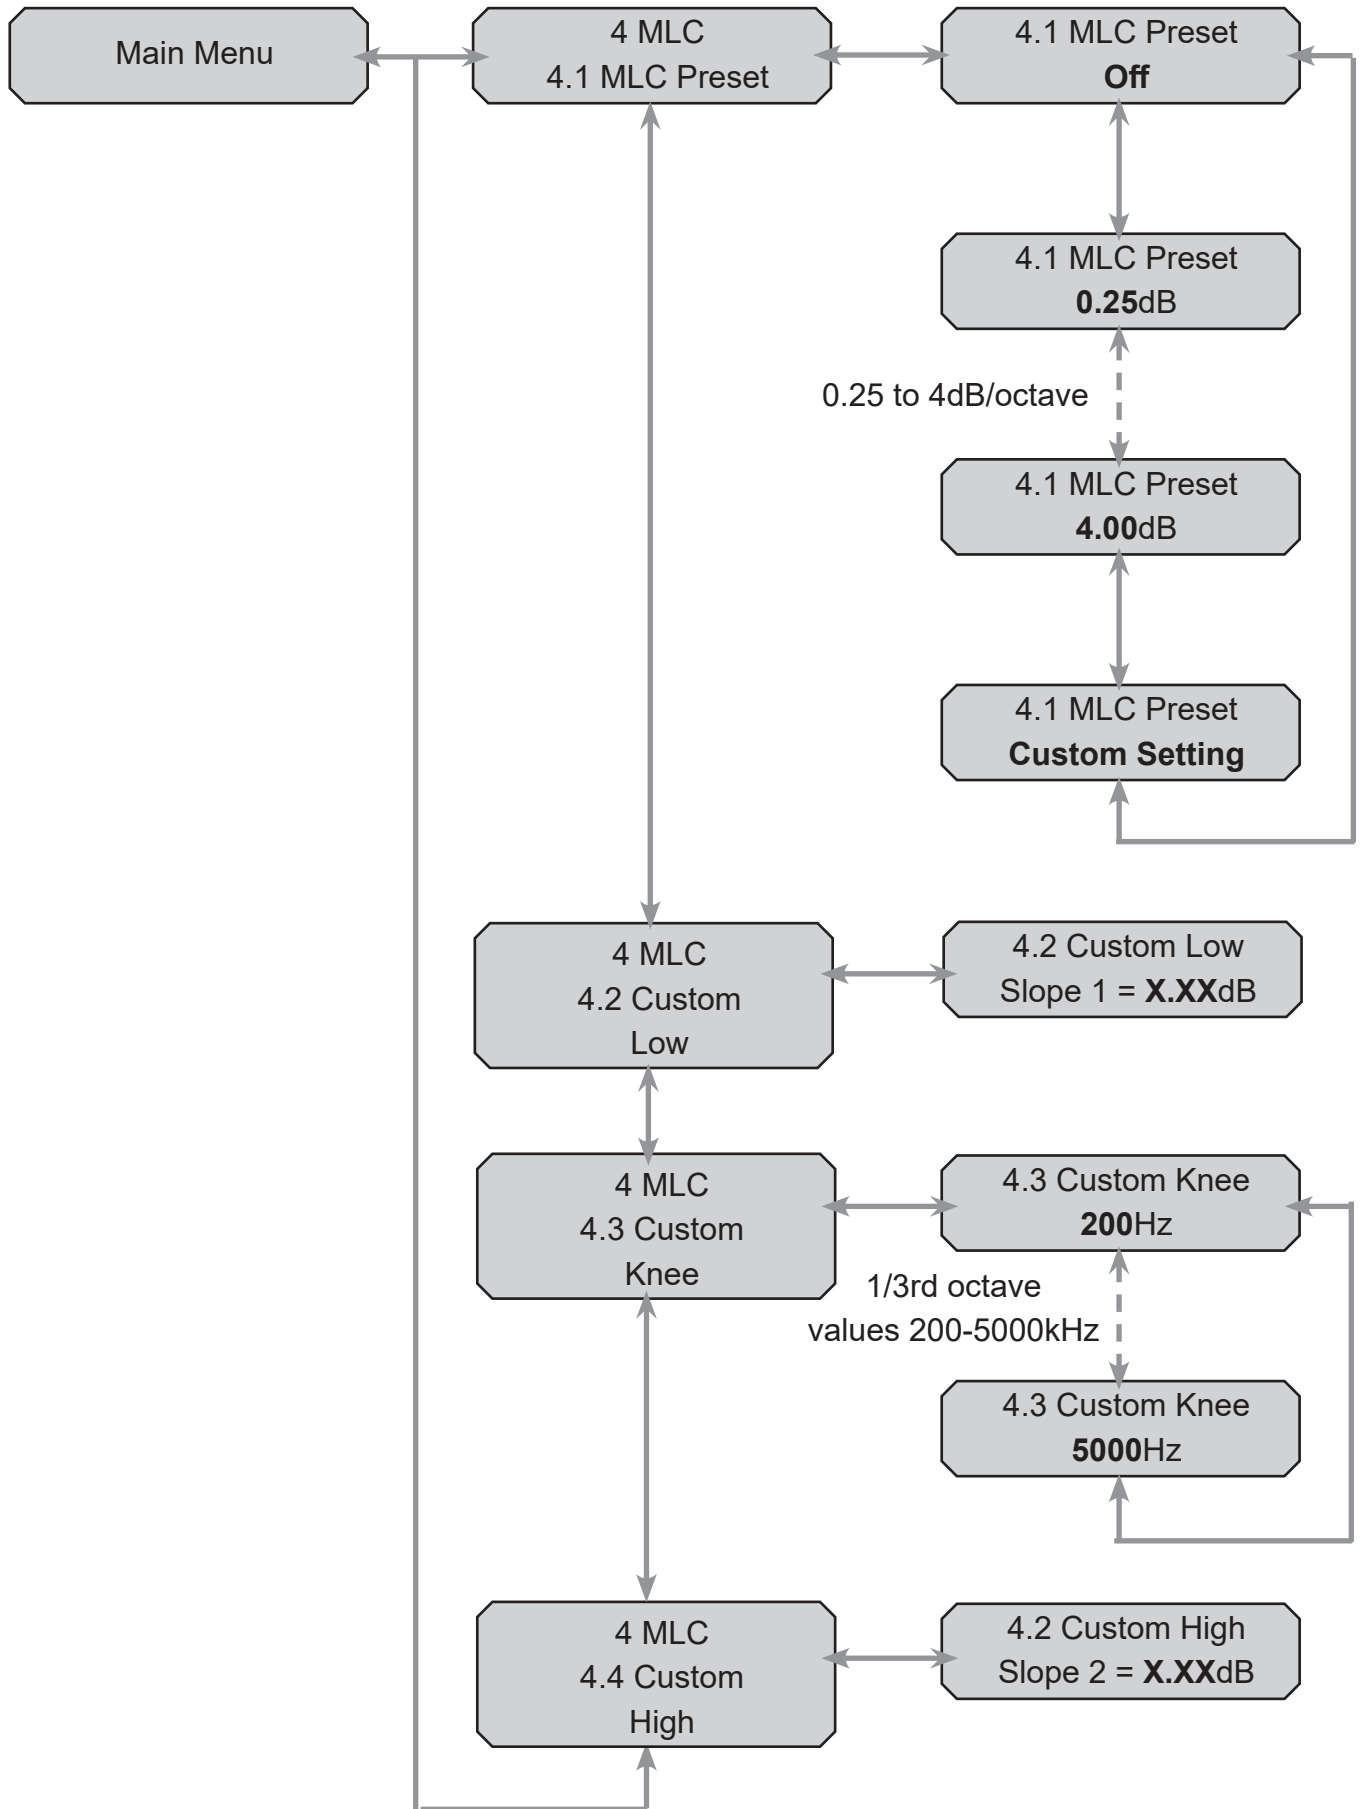 Main Menu
4 MLC
4.1 MLC Preset
4.1 MLC Preset
Off
4.1 MLC Preset
0.25dB
0.25 to 4dB/octave
4.1 MLC Preset
4.00dB
4.1 MLC Preset
Custom Setting
4 MLC
4.2 Custom
Low
4.2 Custom Low
Slope 1 = X.XXdB
4 MLC
4.3 Custom
Knee
4.3 Custom Knee
200Hz
1/3rd octave
values 200-5000kHz
4.3 Custom Knee
5000Hz
4 MLC
4.4 Custom
High
4.2 Custom High
Slope 2 = X.XXdB